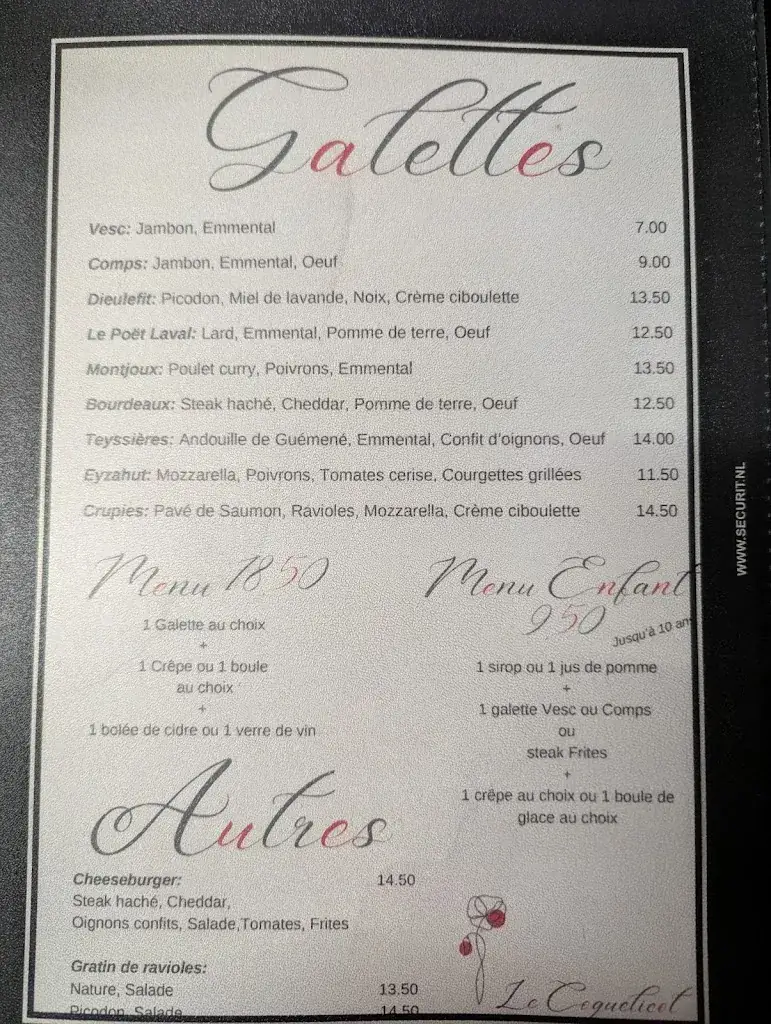 Galettes
Vesc: Jambon, Emmental 7.00
Comps: Jambon, Emmental, Oeuf 9.00
Dieulefit: Picodon, Miel de lavande, Noix, Crème ciboulette 13.50
Le Poët Laval: Lard, Emmental, Pomme de terre, Oeuf 12.50
Montjoux: Poulet curry, Poivrons, Emmental 13.50
Bourdeaux: Steak haché, Cheddar, Pomme de terre, Oeuf 12.50
Teyssières: Andouille de Guémené, Emmental, Confit d'oignons, Oeuf 14.00
Eyzahut: Mozzarella, Poivrons, Tomates cerise, Courgettes grillées 11.50
Crupies: Pavé de Saumon, Ravioles, Mozzarella, Crème ciboulette 14.50
Menu 18 50
1 Galette au choix
+
1 Crêpe ou 1 boule
au choix
+
1 bolée de cidre ou 1 verre de vin
Menu Enfant
9.50
Jusqu'à 10 an
1 sirop ou 1 jus de pomme
+
1 galette Vesc ou Comps
ou
steak Frites
+
1 crêpe au choix ou 1 boule de
glace au choix
Autres
Cheeseburger: 14.50
Steak haché, Cheddar,
Oignons confits, Salade,Tomates, Frites
Gratin de ravioles:
Nature, Salade 13.50
Picodon, Salade 14.50
Le Coquelicot
WWW.SECURIT.NL